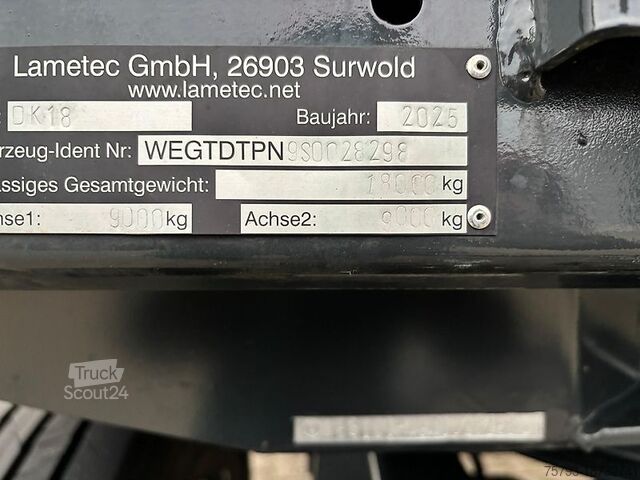 Lametec GmbH, 26903 Surwold
www.lametec.net
: DK18 Baujahr: 2025
rzeug-Ident Nr: WEGTDTPN9S0028298
ässiges Gesamtgewicht: 18000 kg
hse1: 9000 kg Achse2: 9000 kg
Truck
Scout24